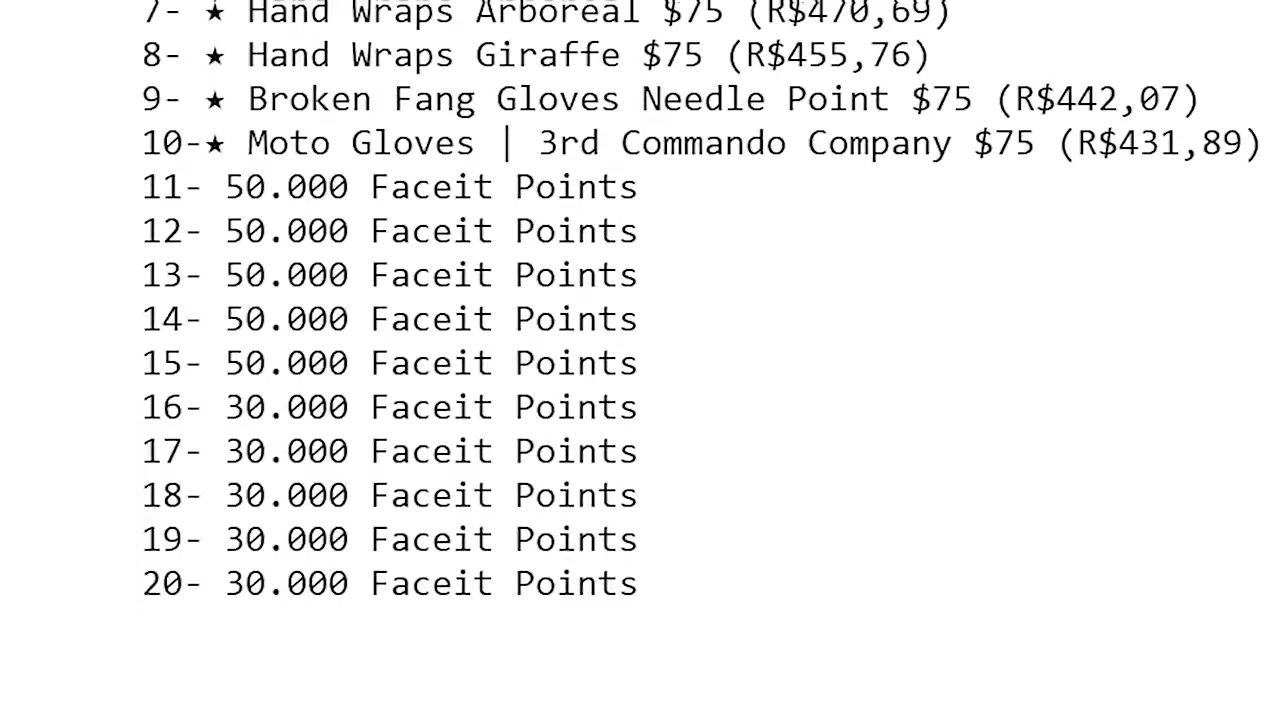 7- ★ Hand Wraps Arboreal $75 (R$470,69)
8- ★ Hand Wraps Giraffe $75 (R$455,76)
9- ★ Broken Fang Gloves Needle Point $75 (R$442,07)
10-★ Moto Gloves | 3rd Commando Company $75 (R$431,89)
11- 50.000 Faceit Points
12- 50.000 Faceit Points
13- 50.000 Faceit Points
14- 50.000 Faceit Points
15- 50.000 Faceit Points
16- 30.000 Faceit Points
17- 30.000 Faceit Points
18- 30.000 Faceit Points
19- 30.000 Faceit Points
20- 30.000 Faceit Points